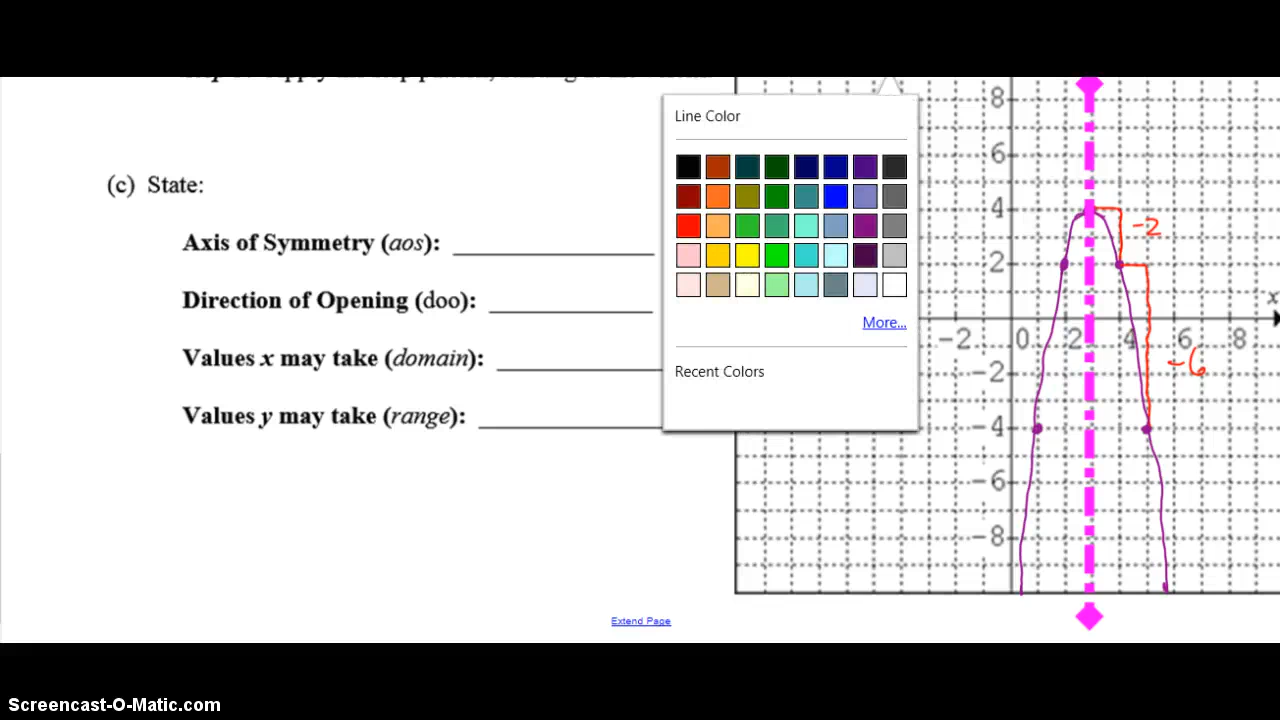 (c) State:
Axis of Symmetry (aos):
Direction of Opening (doo):
Values x may take (domain):
Values y may take (range):
Line Color
More...
Recent Colors
8
6
4
2
-2
-4
-6
-8
-2 0 2 4 6 8
x
-2
-6
Extend Page
Screencast-O-Matic.com